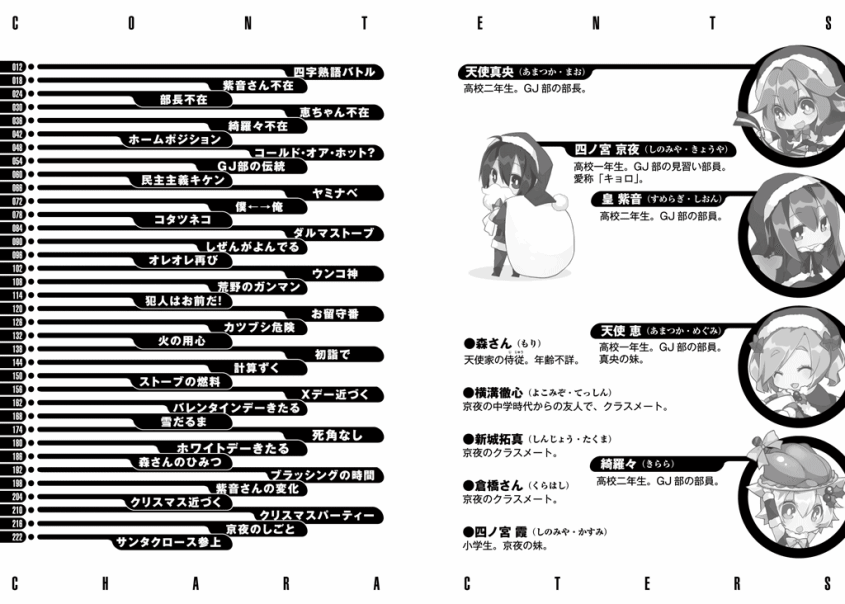 C O N T E N T S
012 四字熟語バトル
018 紫音さん不在
024 部長不在
030 恵ちゃん不在
036 綺羅々不在
042 ホームポジション
048 コールド・オア・ホット?
054 GJ部の伝統
060 民主主義キケン
066 ヤミナベ
072 僕←→俺
078 コタツネコ
084 ダルマストーブ
090 しぜんがよんでる
096 オレオレ再び
102 ウンコ神
108 荒野のガンマン
114 犯人はお前だ!
120 お留守番
126 カツブシ危険
132 火の用心
138 初詣で
144 計算ずく
150 ストーブの燃料
156 Xデー近づく
162 バレンタインデーきたる
168 雪だるま
174 死角なし
180 ホワイトデーきたる
186 森さんのひみつ
192 ブラッシングの時間
198 紫音さんの変化
204 クリスマス近づく
210 クリスマスパーティー
216 京夜のしごと
222 サンタクロース参上
天使真央(あまつか・まお)
高校二年生。GJ部の部長。
四ノ宮 京夜(しのみや・きょうや)
高校一年生。GJ部の見習い部員。
愛称「キョロ」。
皇 紫音(すめらぎ・しおん)
高校二年生。GJ部の部員。
天使 恵(あまつか・めぐみ)
高校一年生。GJ部の部員。
真央の妹。
綺羅々(きらら)
高校二年生。GJ部の部員。
●森さん(もり)
天使家の侍従。年齢不詳。
●横溝徹心(よこみぞ・てっしん)
京夜の中学時代からの友人で、クラスメート。
●新城拓真(しんじょう・たくま)
京夜のクラスメート。
●倉橋さん(くらはし)
京夜のクラスメート。
●四ノ宮 霞(しのみや・かすみ)
小学生。京夜の妹。
C H A R A C T E R S